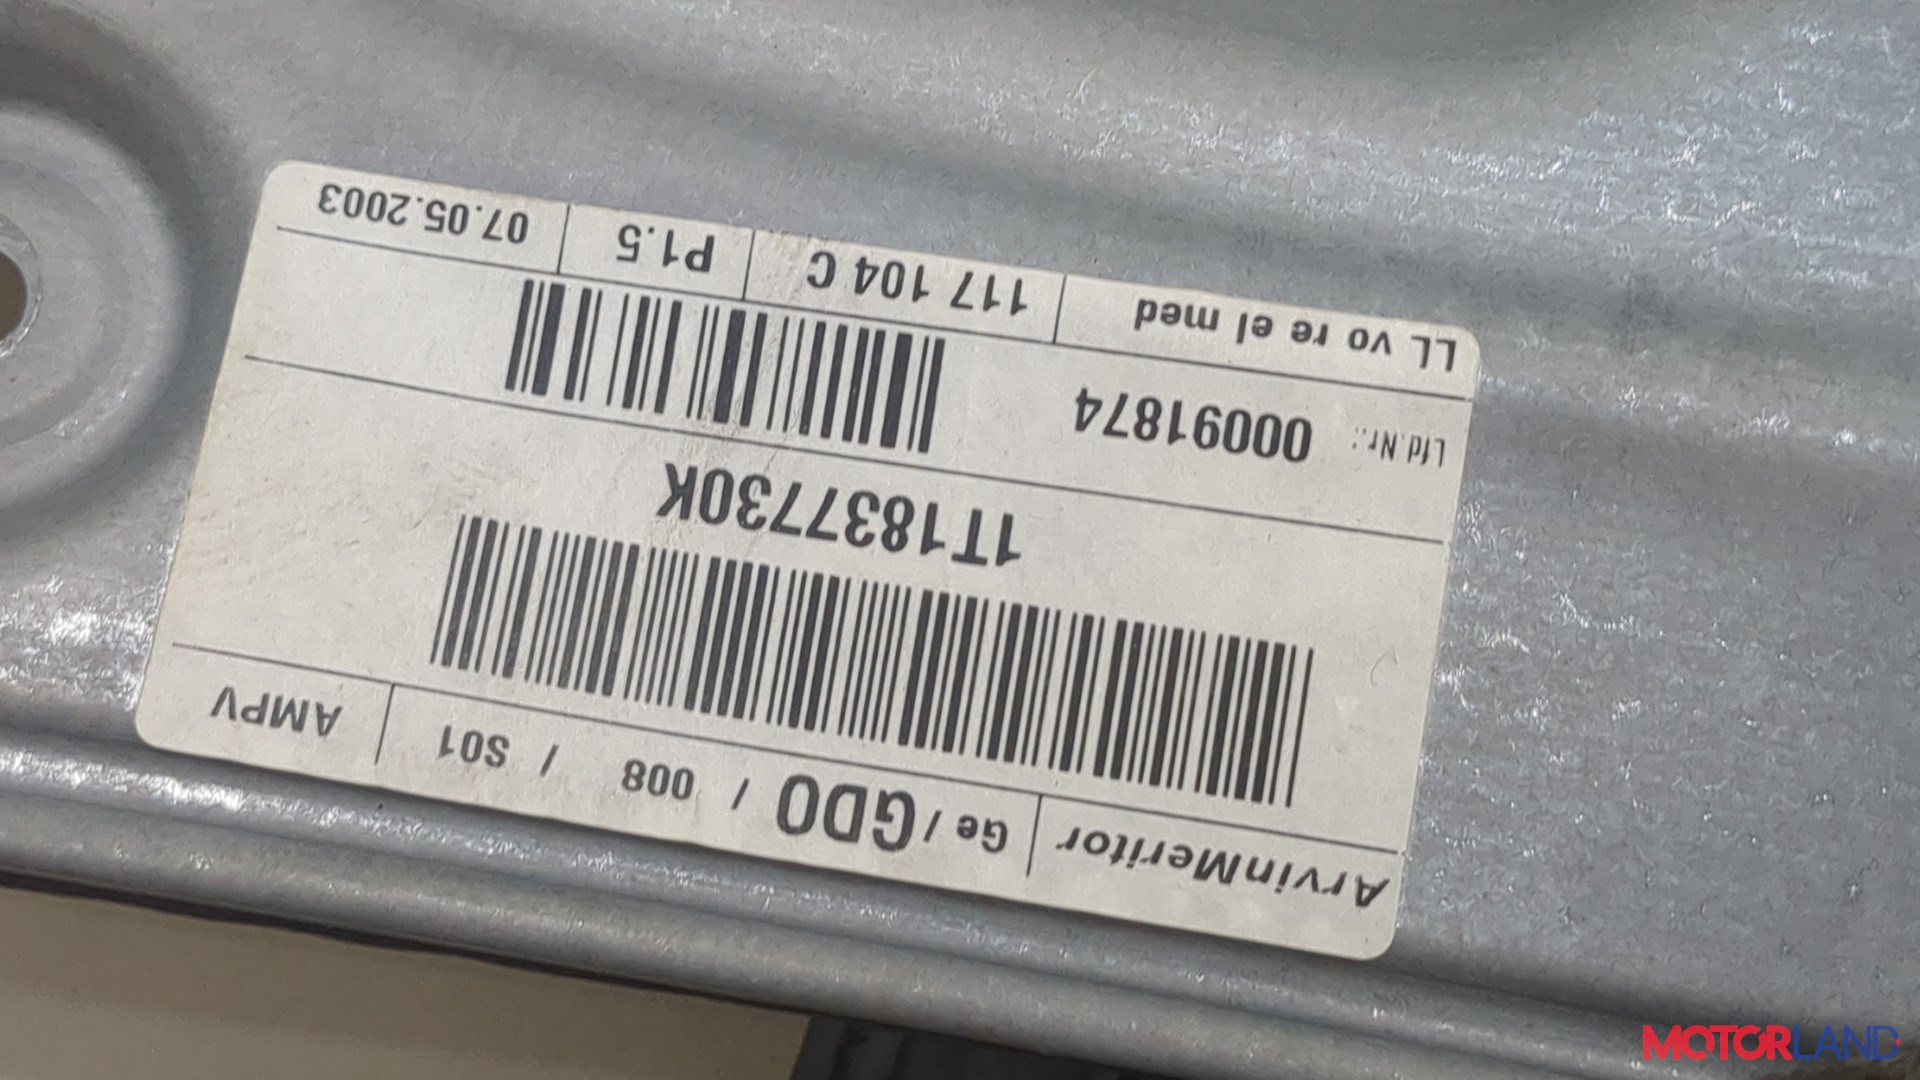 ArvinMeritor Ge / GD0 / 008 / S01 AMPV
1T1837730K
Lfd.Nr.: 00091874
LL vo re el med 117 104 C P1.5 07.05.2003
MOTORLAND